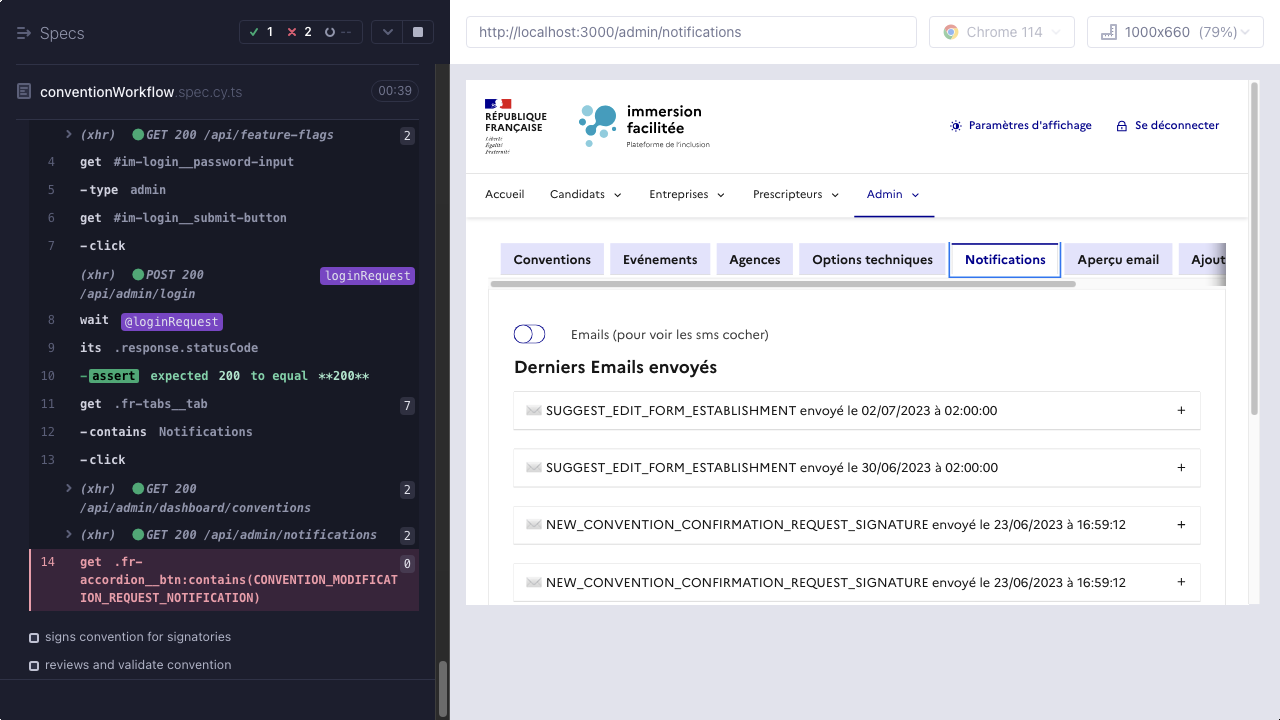 Specs
1
2
--
http://localhost:3000/admin/notifications
Chrome 114
1000x660 (79%)
conventionWorkflow.spec.cy.ts
00:39
(xhr) GET 200 /api/feature-flags 2
4 get #im-login__password-input
5 -type admin
6 get #im-login__submit-button
7 -click
(xhr) POST 200 loginRequest
/api/admin/login
8 wait @loginRequest
9 its .response.statusCode
10 -assert expected 200 to equal **200**
11 get .fr-tabs__tab 7
12 -contains Notifications
13 -click
(xhr) GET 200 2
/api/admin/dashboard/conventions
(xhr) GET 200 /api/admin/notifications 2
14 get .fr- 0
accordion__btn:contains(CONVENTION_MODIFICAT
ION_REQUEST_NOTIFICATION)
signs convention for signatories
reviews and validate convention
RÉPUBLIQUE
FRANÇAISE
Liberté
Égalité
Fraternité
immersion
facilitée
Plateforme de l'inclusion
Paramètres d'affichage
Se déconnecter
Accueil
Candidats
Entreprises
Prescripteurs
Admin
Conventions
Evénements
Agences
Options techniques
Notifications
Aperçu email
Ajout
Emails (pour voir les sms cocher)
Derniers Emails envoyés
SUGGEST_EDIT_FORM_ESTABLISHMENT envoyé le 02/07/2023 à 02:00:00 +
SUGGEST_EDIT_FORM_ESTABLISHMENT envoyé le 30/06/2023 à 02:00:00 +
NEW_CONVENTION_CONFIRMATION_REQUEST_SIGNATURE envoyé le 23/06/2023 à 16:59:12 +
NEW_CONVENTION_CONFIRMATION_REQUEST_SIGNATURE envoyé le 23/06/2023 à 16:59:12 +